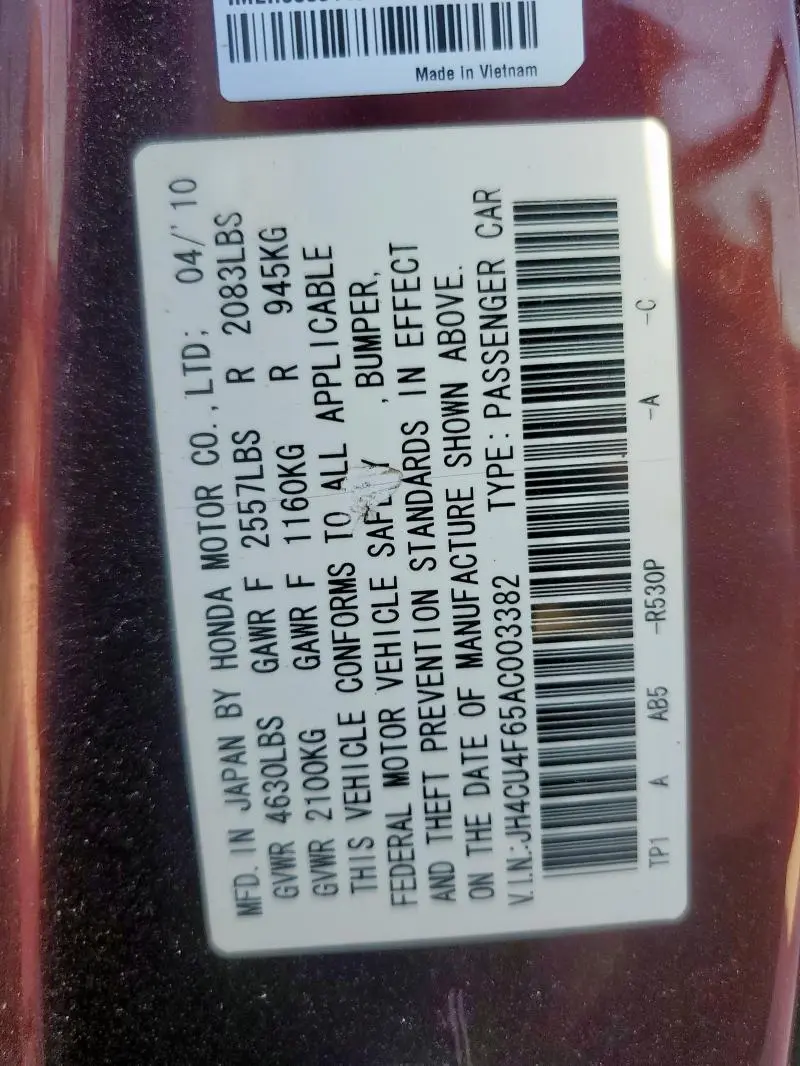 Made in Vietnam
MFD. IN JAPAN BY HONDA MOTOR CO., LTD; 04/'10
GVWR 4630LBS GAWR F 2557LBS R 2083LBS
GVWR 2100KG GAWR F 1160KG R 945KG
THIS VEHICLE CONFORMS TO ALL APPLICABLE
FEDERAL MOTOR VEHICLE SAFETY , BUMPER,
AND THEFT PREVENTION STANDARDS IN EFFECT
ON THE DATE OF MANUFACTURE SHOWN ABOVE.
V.I.N.:JH4CU4F65AC003382 TYPE:PASSENGER CAR
TP1 A AB5 -R530P -A -C